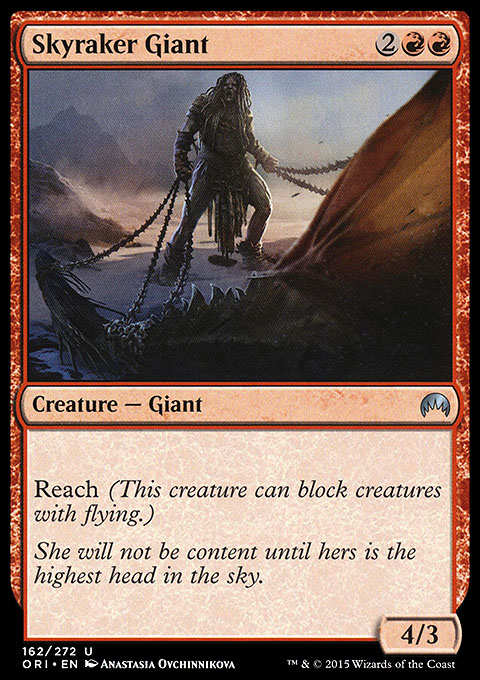 Skyraker Giant 2
Creature — Giant
Reach (This creature can block creatures
with flying.)
She will not be content until hers is the
highest head in the sky.
4/3
162/272 U
ORI • EN Anastasia Ovchinnikova ™ & © 2015 Wizards of the Coast